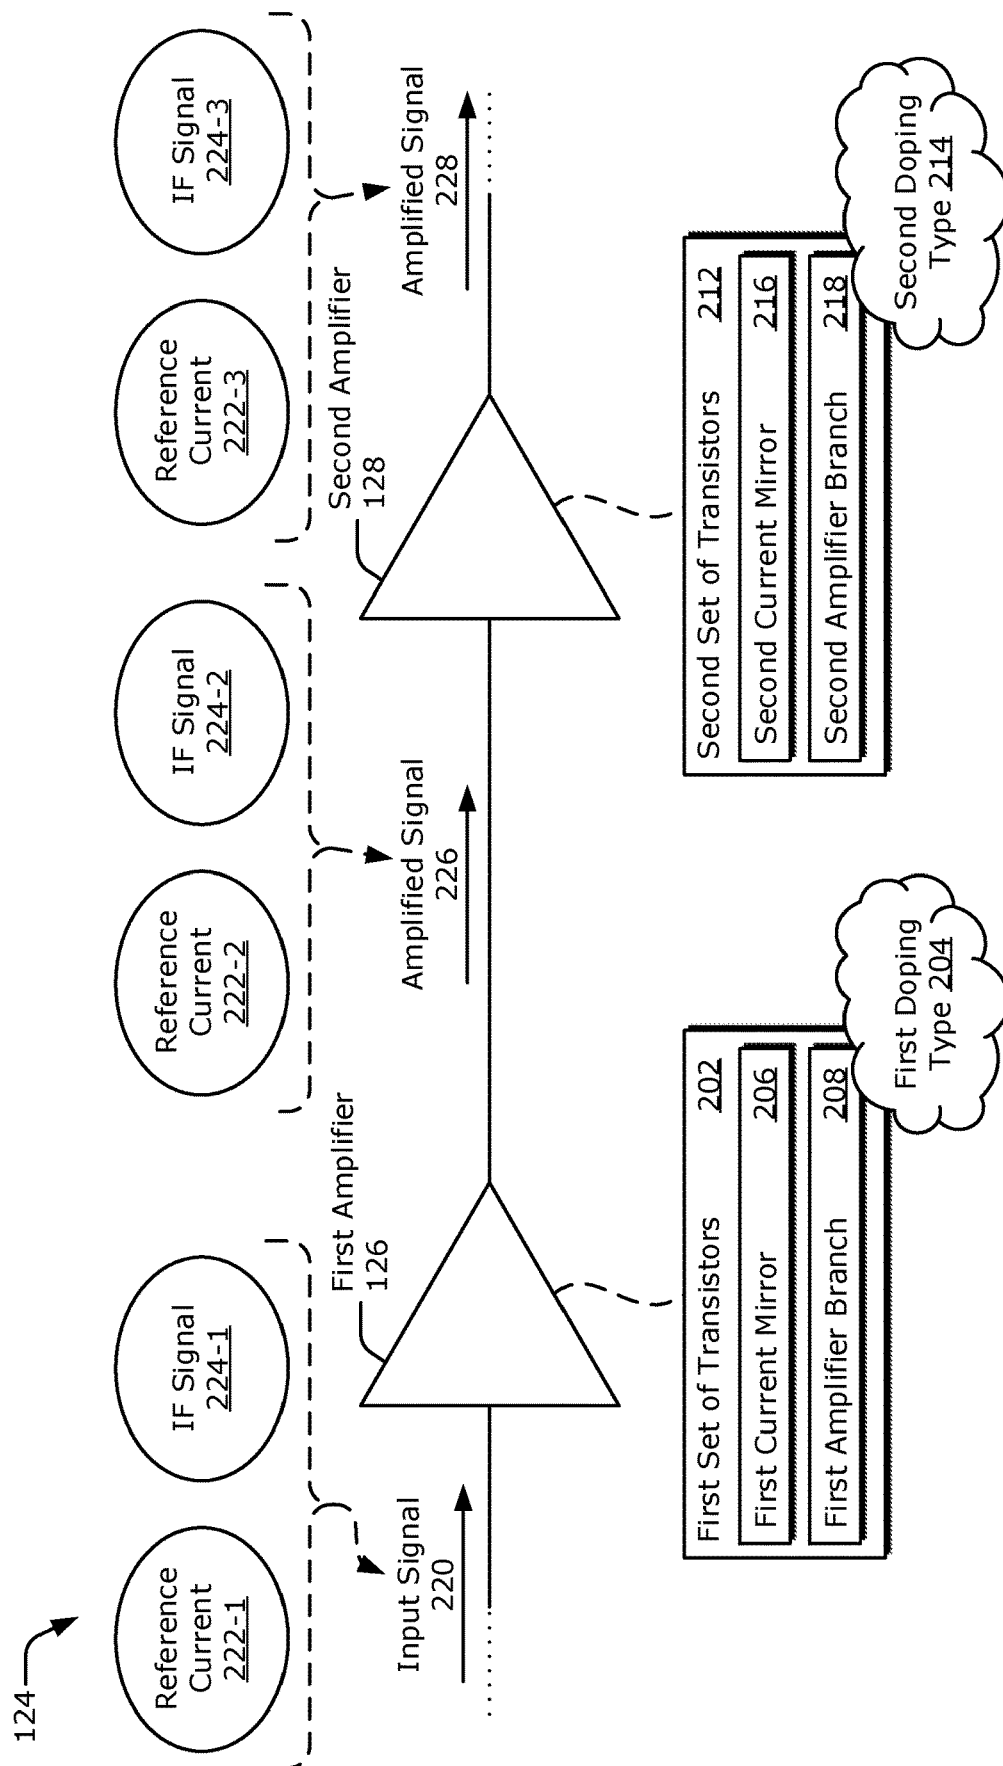 124
Reference
Current
222-1
IF Signal
224-1
Reference
Current
222-2
IF Signal
224-2
Reference
Current
222-3
IF Signal
224-3
Input Signal
220
First Amplifier
126
Amplified Signal
226
Second Amplifier
128
Amplified Signal
228
First Set of Transistors 202
First Current Mirror 206
First Amplifier Branch 208
First Doping
Type 204
Second Set of Transistors 212
Second Current Mirror 216
Second Amplifier Branch 218
Second Doping
Type 214